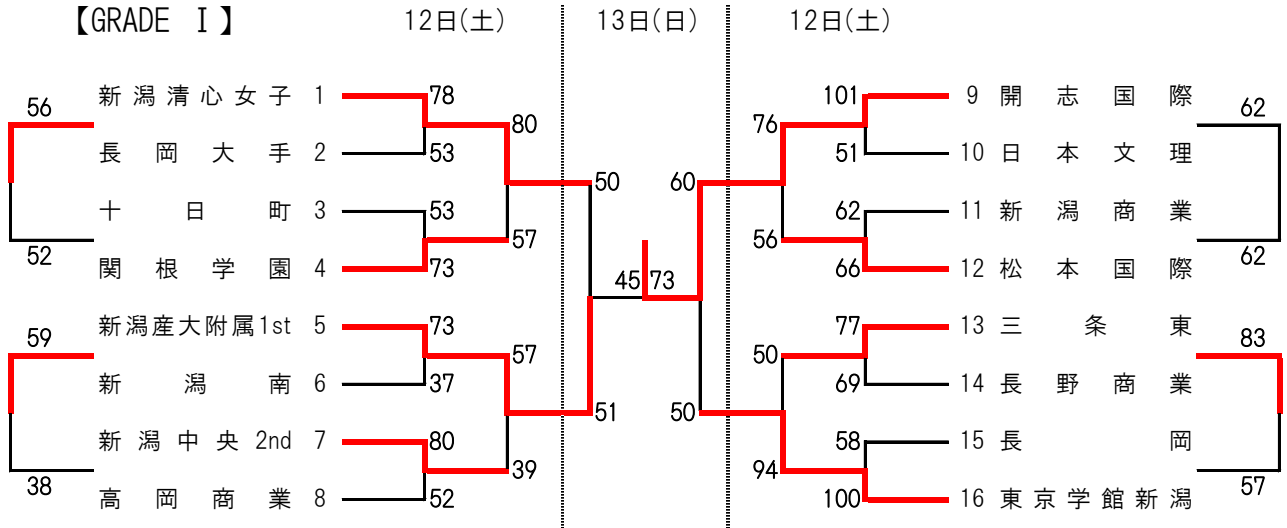 【GRADE Ⅰ】 12日(土) 13日(日) 12日(土)
56 新潟清心女子 1 78 101 9 開志国際 62
80 76
長岡大手 2 53 51 10 日本文理
50 60
十日町 3 53 62 11 新潟商業
52 57 56 62
関根学園 4 73 66 12 松本国際
45 73
新潟産大附属1st 5 73 77 13 三条東
59 57 50 83
新潟南 6 37 69 14 長野商業
51 50
新潟中央2nd 7 80 58 15 長岡
39 94
38 高岡商業 8 52 100 16 東京学館新潟 57